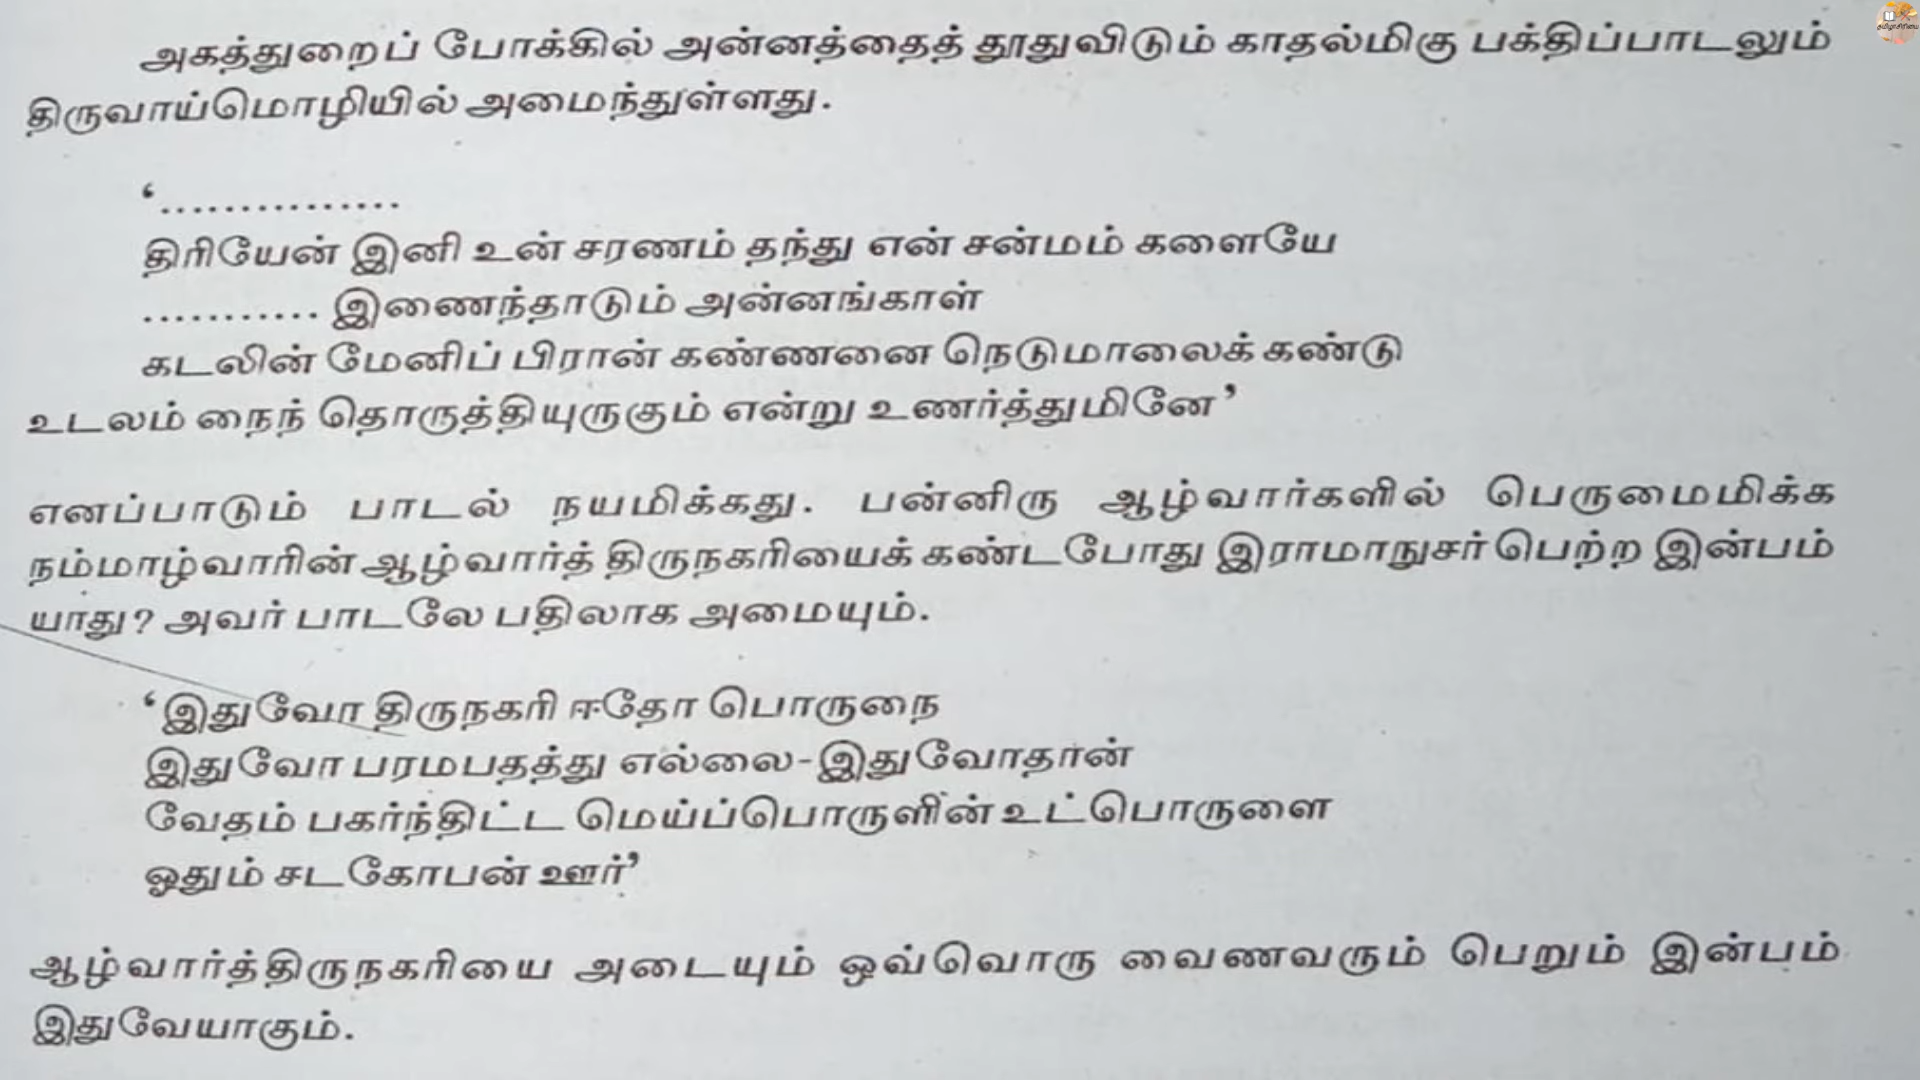 அகத்துறைப் போக்கில் அன்னத்தைத் தூதுவிடும் காதல்மிகு பக்திப்பாடலும்
திருவாய்மொழியில் அமைந்துள்ளது.
‘...............
திரியேன் இனி உன் சரணம் தந்து என் சன்மம் களையே
........... இணைந்தாடும் அன்னங்காள்
கடலின் மேனிப் பிரான் கண்ணனை நெடுமாலைக் கண்டு
உடலம் நைந் தொருத்தியுருகும் என்று உணர்த்துமினே’
எனப்பாடும் பாடல் நயமிக்கது. பன்னிரு ஆழ்வார்களில் பெருமைமிக்க
நம்மாழ்வாரின் ஆழ்வார்த் திருநகரியைக் கண்டபோது இராமாநுசர் பெற்ற இன்பம்
யாது? அவர் பாடலே பதிலாக அமையும்.
‘இதுவோ திருநகரி ஈதோ பொருநை
இதுவோ பரமபதத்து எல்லை-இதுவோதான்
வேதம் பகர்ந்திட்ட மெய்ப்பொருளின் உட்பொருளை
ஓதும் சடகோபன் ஊர்’
ஆழ்வார்த்திருநகரியை அடையும் ஒவ்வொரு வைணவரும் பெறும் இன்பம்
இதுவேயாகும்.